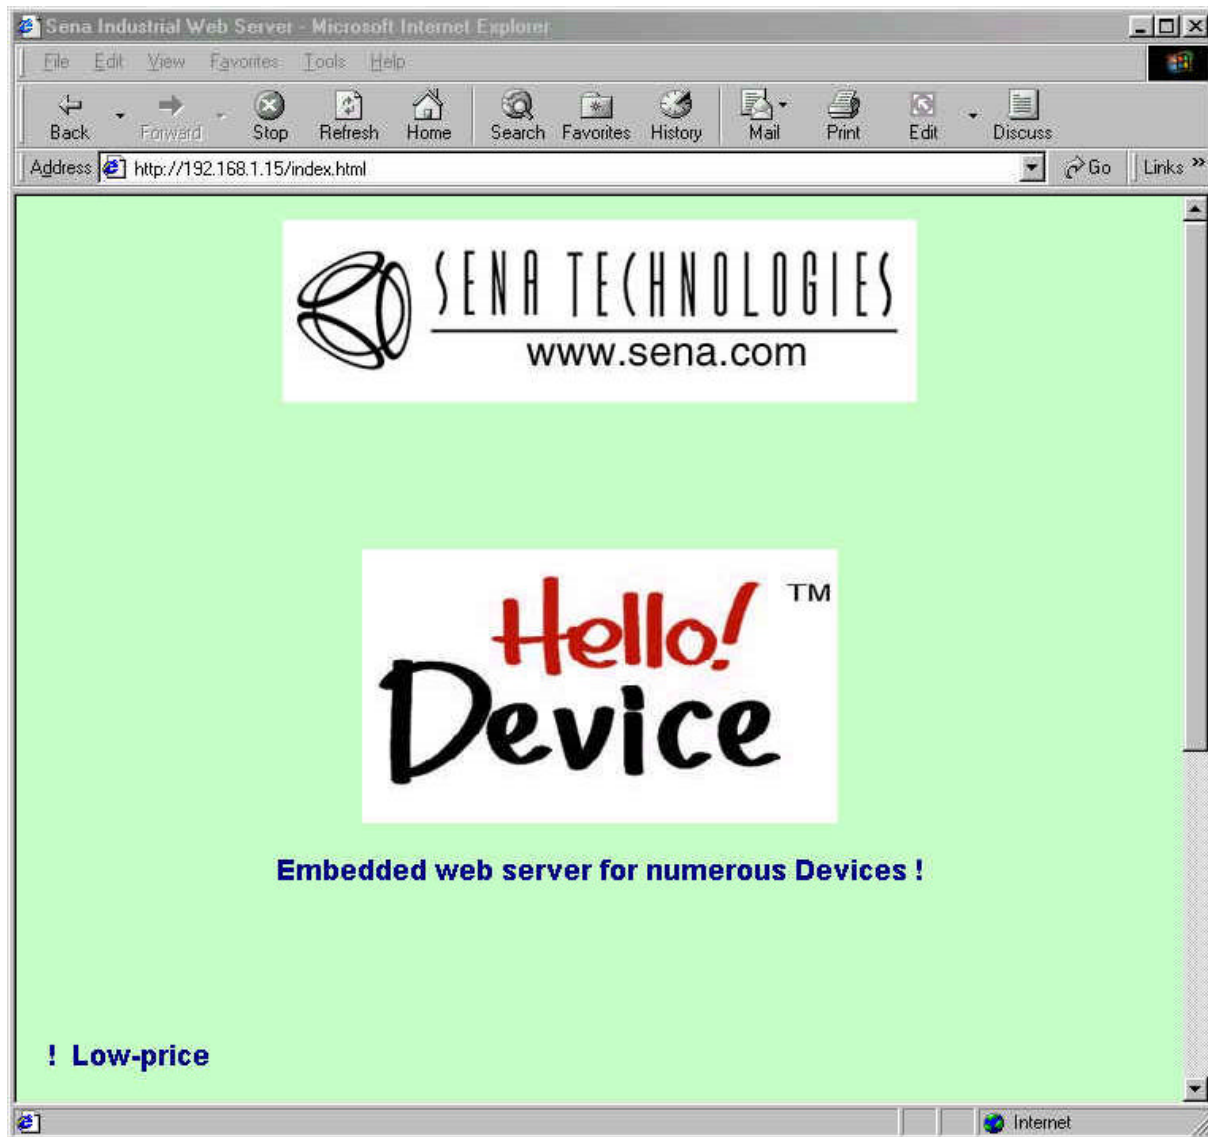 Sena Industrial Web Server - Microsoft Internet Explorer
File Edit View Favorites Tools Help
Back Forward Stop Refresh Home Search Favorites History Mail Print Edit Discuss
Address http://192.168.1.15/index.html Go Links »
SENA TECHNOLOGIES
www.sena.com
Hello! TM
Device
Embedded web server for numerous Devices !
! Low-price
Internet